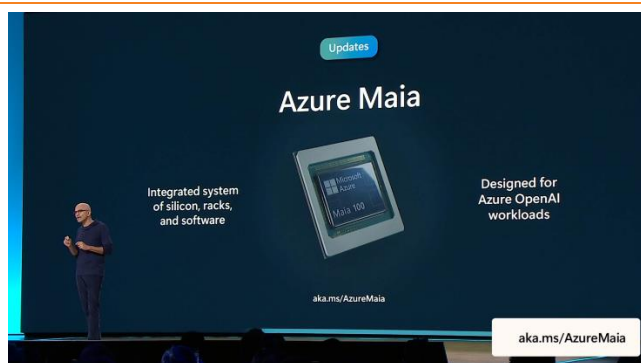 Updates
Azure Maia
Integrated system
of silicon, racks,
and software
Microsoft
Azure
Maia 100
Designed for
Azure OpenAI
workloads
aka.ms/AzureMaia
aka.ms/AzureMaia